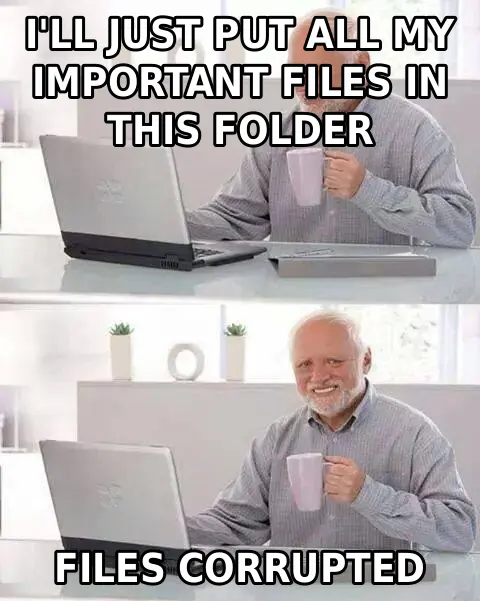 I'LL JUST PUT ALL MY
IMPORTANT FILES IN
THIS FOLDER
FILES CORRUPTED